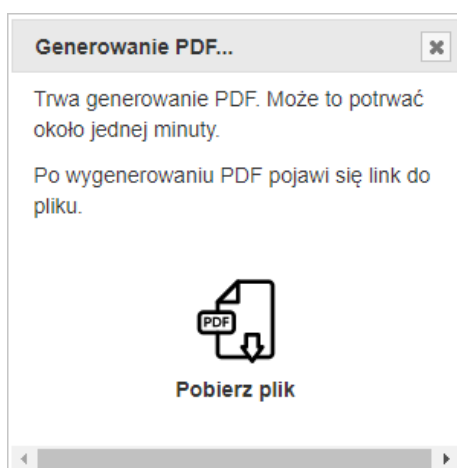 Generowanie PDF...
Trwa generowanie PDF. Może to potrwać
około jednej minuty.
Po wygenerowaniu PDF pojawi się link do
pliku.
PDF
Pobierz plik